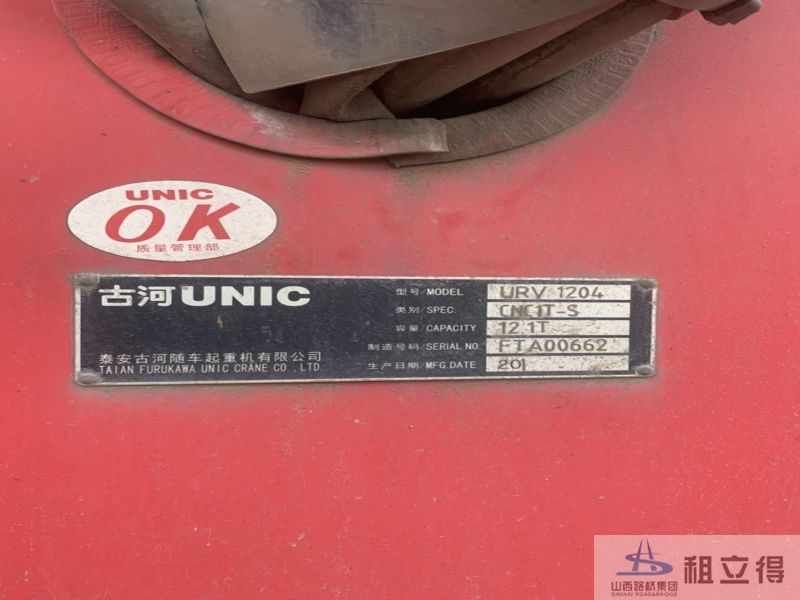 UNIC
OK
质量管理部
古河UNIC
泰安古河随车起重机有限公司
TAIAN FURUKAWA UNIC CRANE CO.,LTD.
型号/MODEL URV 1204
类别/SPEC. CNC1T-S
容量/CAPACITY 12.1T
制造号码/SERIAL NO. FTA00662
生产日期/MFG.DATE 201
山西路桥集团
SHANXI ROAD&BRIDGE
租立得